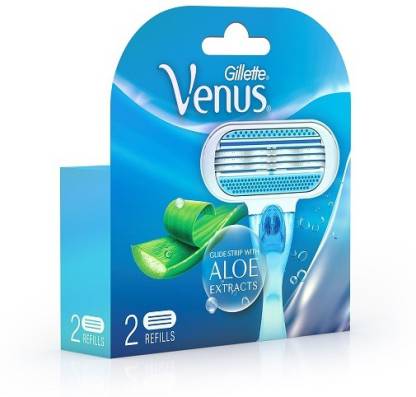 Gillette®
Venus®
GLIDE STRIP WITH
ALOE
EXTRACTS
2
REFILLS
2
REFILLS